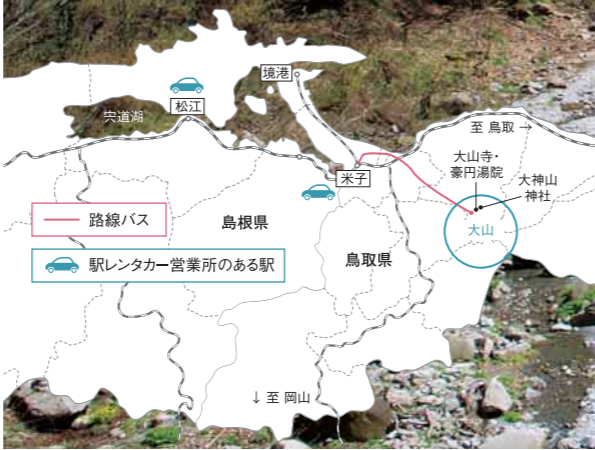 境港
松江
宍道湖
至 鳥取 →
大山寺・
豪円湯院
大神山
神社
米子
大山
路線バス
島根県
鳥取県
駅レンタカー営業所のある駅
↓ 至 岡山